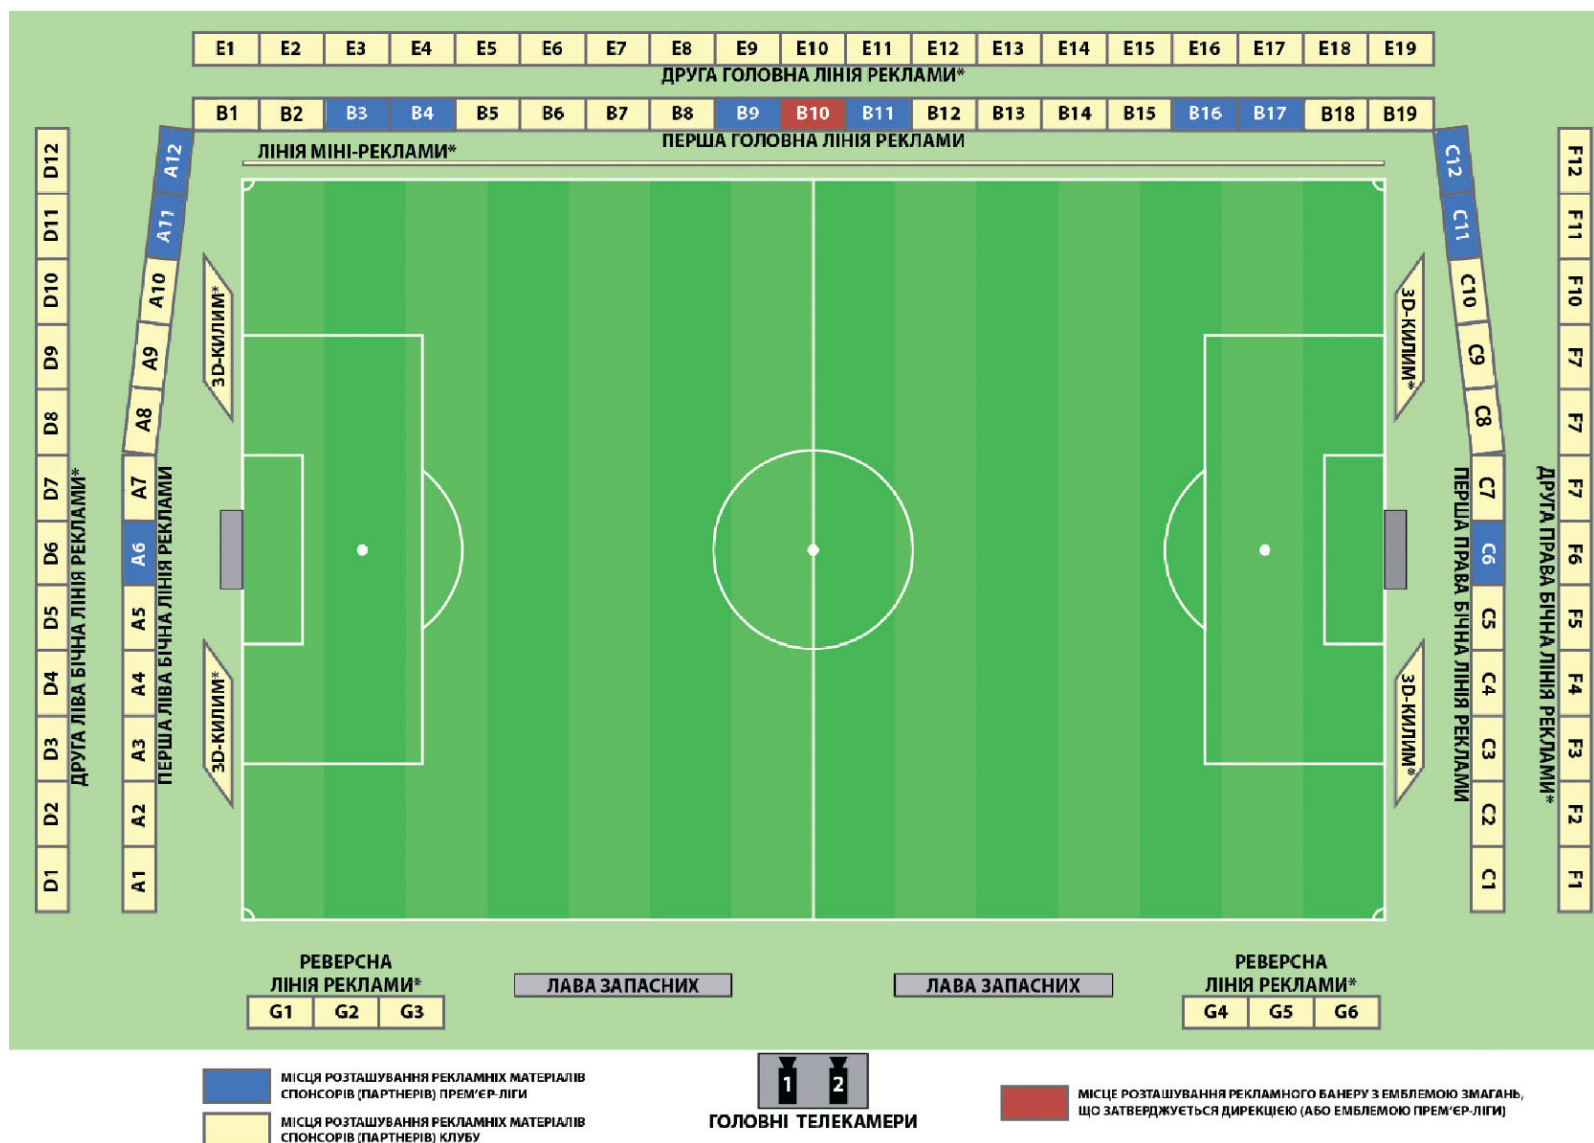 E1 E2 E3 E4 E5 E6 E7 E8 E9 E10 E11 E12 E13 E14 E15 E16 E17 E18 E19
ДРУГА ГОЛОВНА ЛІНІЯ РЕКЛАМИ*
B1 B2 B3 B4 B5 B6 B7 B8 B9 B10 B11 B12 B13 B14 B15 B16 B17 B18 B19
ПЕРША ГОЛОВНА ЛІНІЯ РЕКЛАМИ
ЛІНІЯ МІНІ-РЕКЛАМИ*
D12
D11
D10
D9
D8
D7
D6
D5
D4
D3
D2
D1
ДРУГА ЛІВА БІЧНА ЛІНІЯ РЕКЛАМИ*
A12
A11
A10
A9
A8
A7
A6
A5
A4
A3
A2
A1
ПЕРША ЛІВА БІЧНА ЛІНІЯ РЕКЛАМИ
3D-КИЛИМ*
3D-КИЛИМ*
3D-КИЛИМ*
3D-КИЛИМ*
C12
C11
C10
C9
C8
C7
C6
C5
C4
C3
C2
C1
ПЕРША ПРАВА БІЧНА ЛІНІЯ РЕКЛАМИ
F12
F11
F10
F7
F7
F7
F6
F5
F4
F3
F2
F1
ДРУГА ПРАВА БІЧНА ЛІНІЯ РЕКЛАМИ*
РЕВЕРСНА
ЛІНІЯ РЕКЛАМИ*
G1 G2 G3
ЛАВА ЗАПАСНИХ
ЛАВА ЗАПАСНИХ
РЕВЕРСНА
ЛІНІЯ РЕКЛАМИ*
G4 G5 G6
МІСЦЯ РОЗТАШУВАННЯ РЕКЛАМНІХ МАТЕРІАЛІВ
СПОНСОРІВ (ПАРТНЕРІВ) ПРЕМ'ЄР-ЛІГИ
МІСЦЯ РОЗТАШУВАННЯ РЕКЛАМНІХ МАТЕРІАЛІВ
СПОНСОРІВ (ПАРТНЕРІВ) КЛУБУ
1 2
ГОЛОВНІ ТЕЛЕКАМЕРИ
МІСЦЕ РОЗТАШУВАННЯ РЕКЛАМНОГО БАНЕРУ З ЕМБЛЕМОЮ ЗМАГАНЬ,
ЩО ЗАТВЕРДЖУЄТЬСЯ ДИРЕКЦІЄЮ (АБО ЕМБЛЕМОЮ ПРЕМ'ЄР-ЛІГИ)